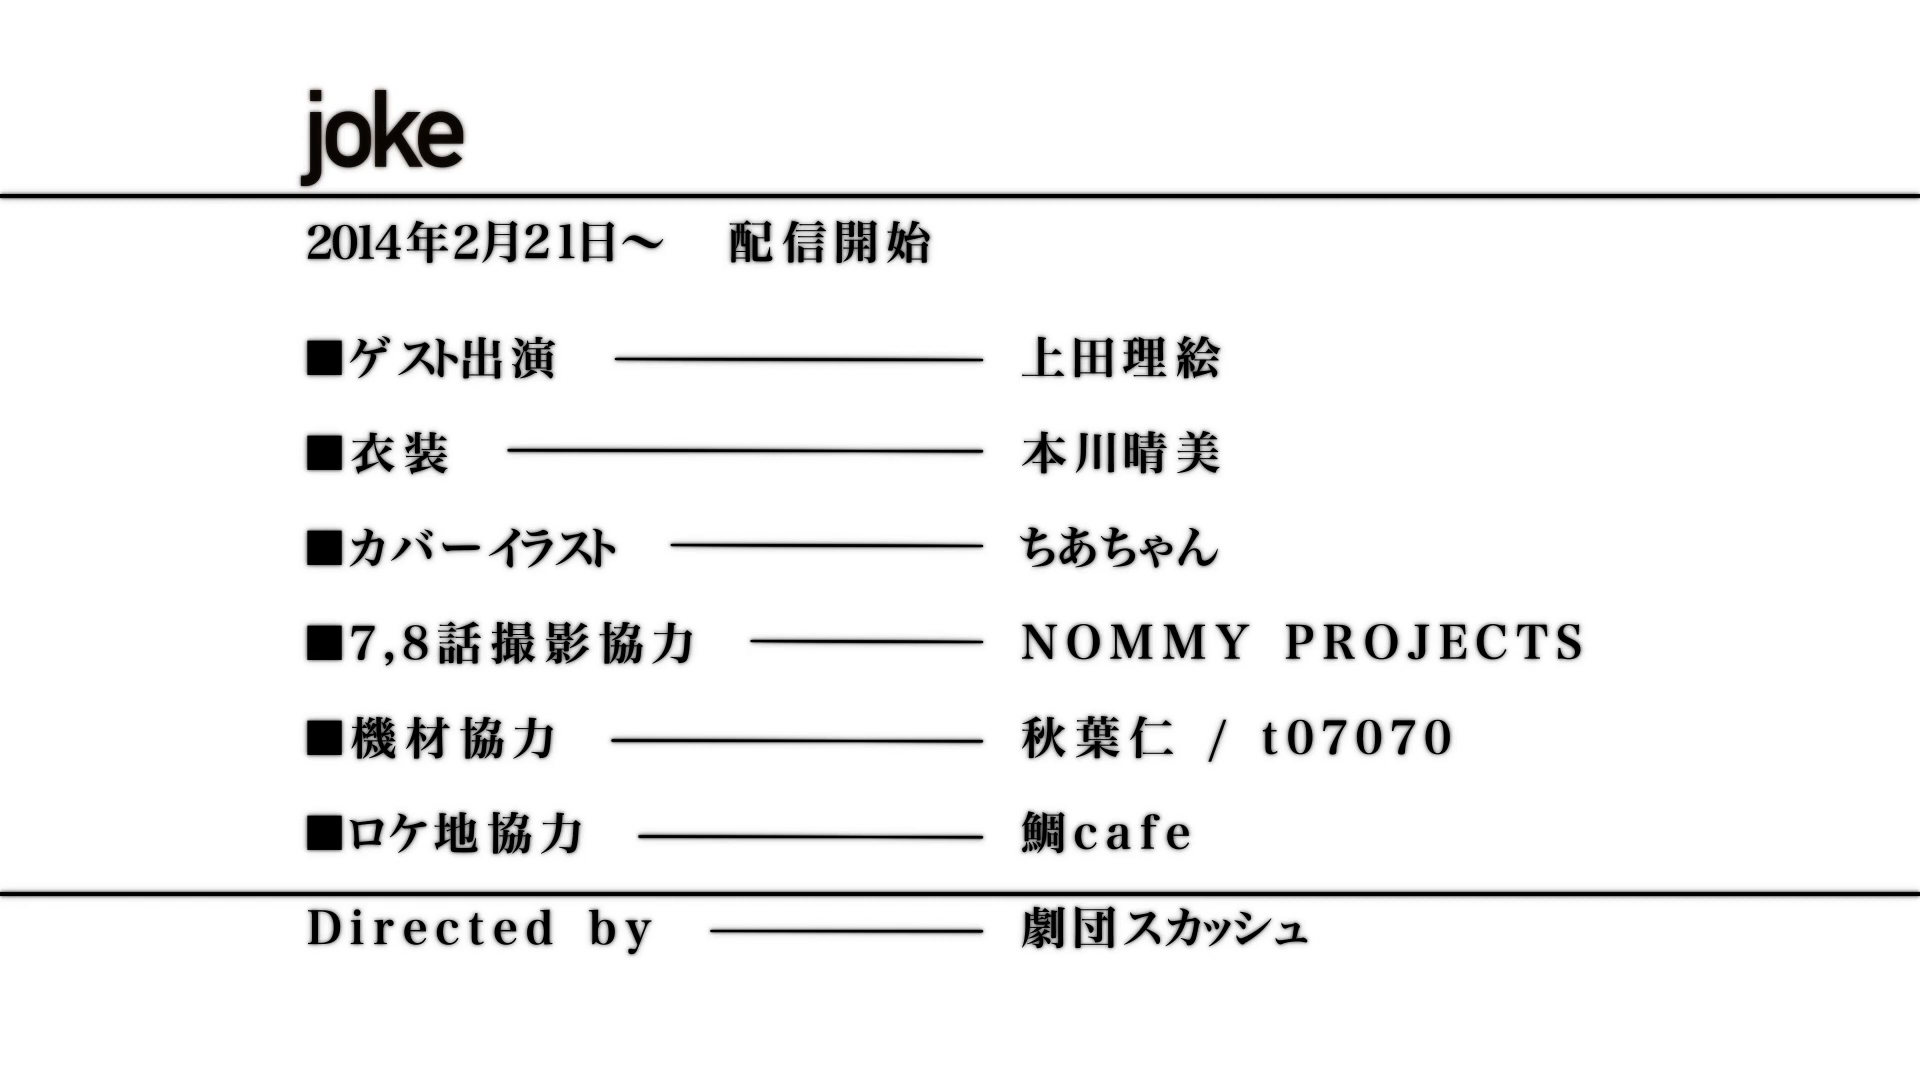 joke
2014年2月21日～　配信開始
■ゲスト出演 ―――― 上田理絵
■衣装 ―――― 本川晴美
■カバーイラスト ―――― ちあちゃん
■7,8話撮影協力 ―――― NOMMY PROJECTS
■機材協力 ―――― 秋葉仁 / t07070
■ロケ地協力 ―――― 鯛cafe
Directed by ―――― 劇団スカッシュ